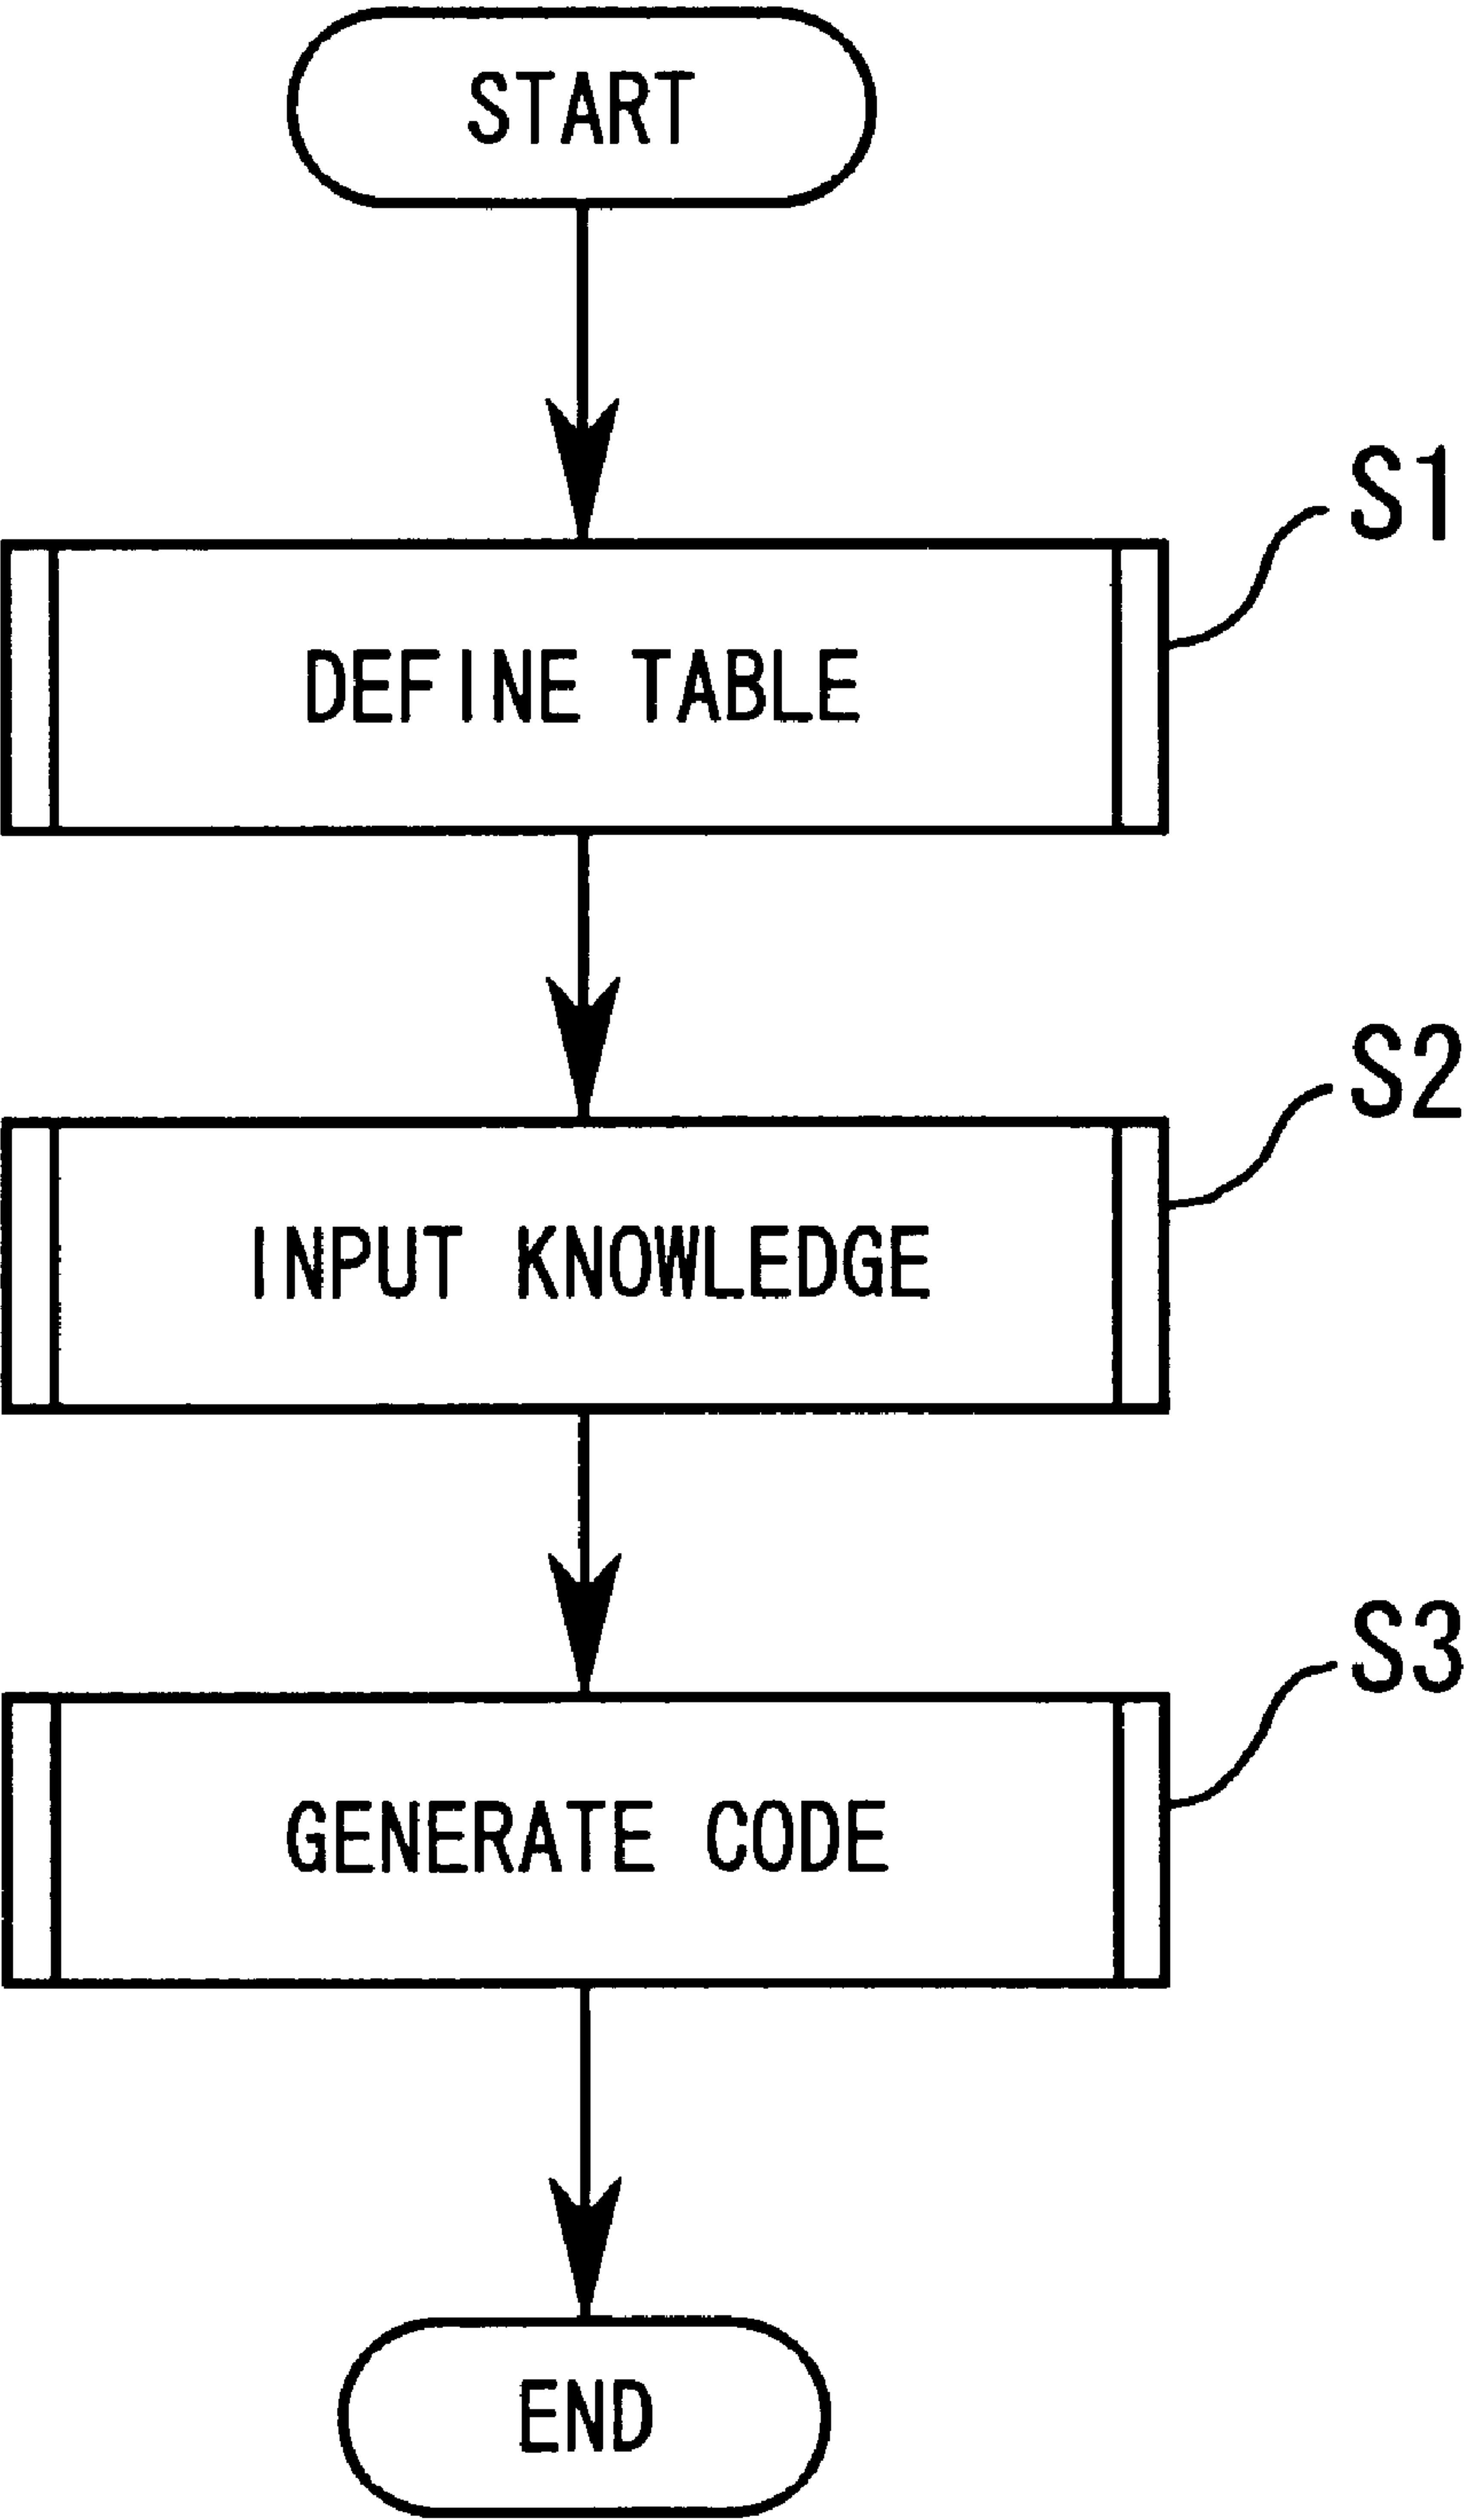 START
S1
DEFINE TABLE
S2
INPUT KNOWLEDGE
S3
GENERATE CODE
END